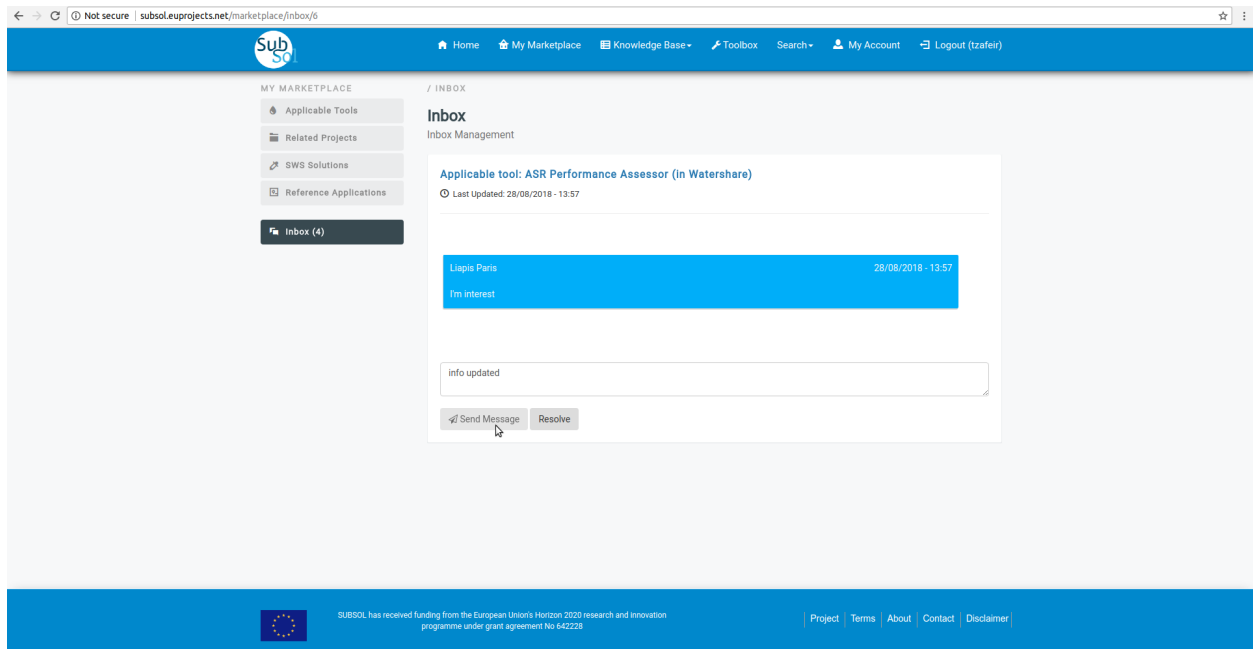 Not secure | subsol.euprojects.net/marketplace/inbox/6
Sub Sol
Home My Marketplace Knowledge Base Toolbox Search My Account Logout (tzafeir)
MY MARKETPLACE
Applicable Tools
Related Projects
SWS Solutions
Reference Applications
Inbox (4)
/ INBOX
Inbox
Inbox Management
Applicable tool: ASR Performance Assessor (in Watershare)
Last Updated: 28/08/2018 - 13:57
Liapis Paris 28/08/2018 - 13:57
I'm interest
info updated
Send Message Resolve
SUBSOL has received funding from the European Union's Horizon 2020 research and innovation
programme under grant agreement No 642228
Project | Terms | About | Contact | Disclaimer